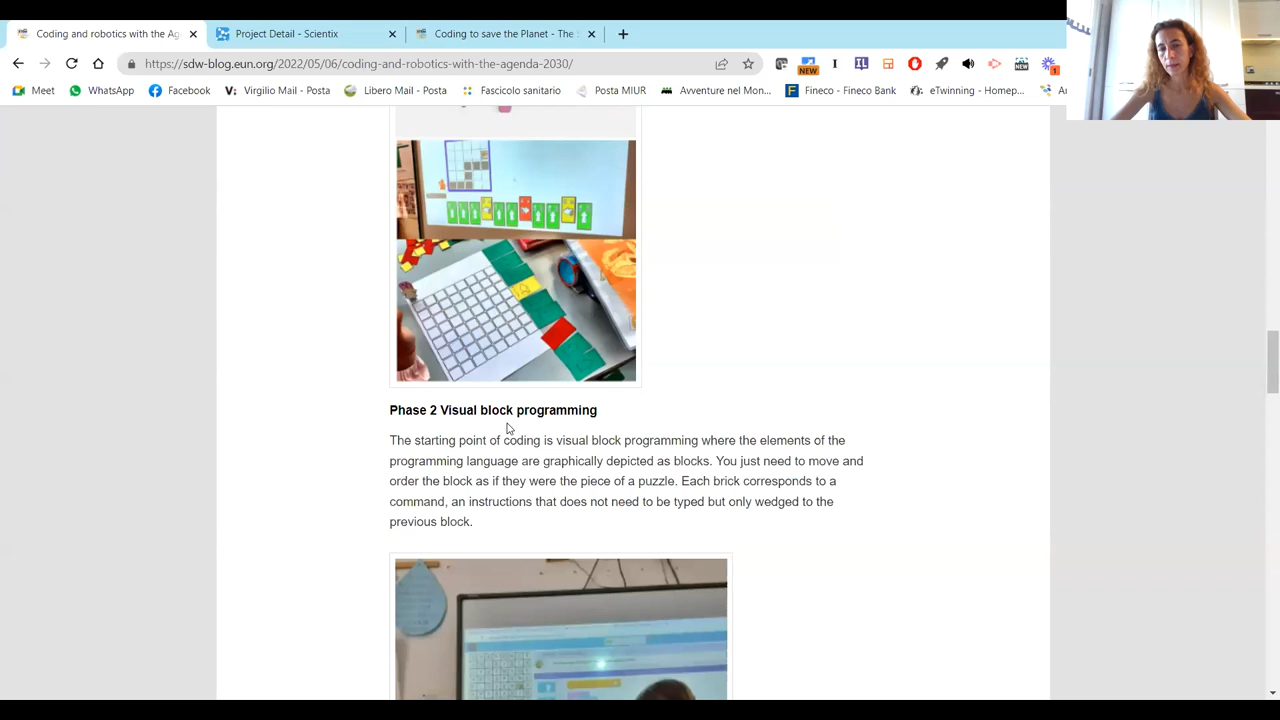 Coding and robotics with the Ag
Project Detail - Scientix
Coding to save the Planet - The S
https://sdw-blog.eun.org/2022/05/06/coding-and-robotics-with-the-agenda-2030/
NEW
NEW
1
Meet
WhatsApp
Facebook
Virgilio Mail - Posta
Libero Mail - Posta
Fascicolo sanitario
Posta MIUR
Avventure nel Mon...
Fineco - Fineco Bank
eTwinning - Homep...
Phase 2 Visual block programming
The starting point of coding is visual block programming where the elements of the
programming language are graphically depicted as blocks. You just need to move and
order the block as if they were the piece of a puzzle. Each brick corresponds to a
command, an instructions that does not need to be typed but only wedged to the
previous block.